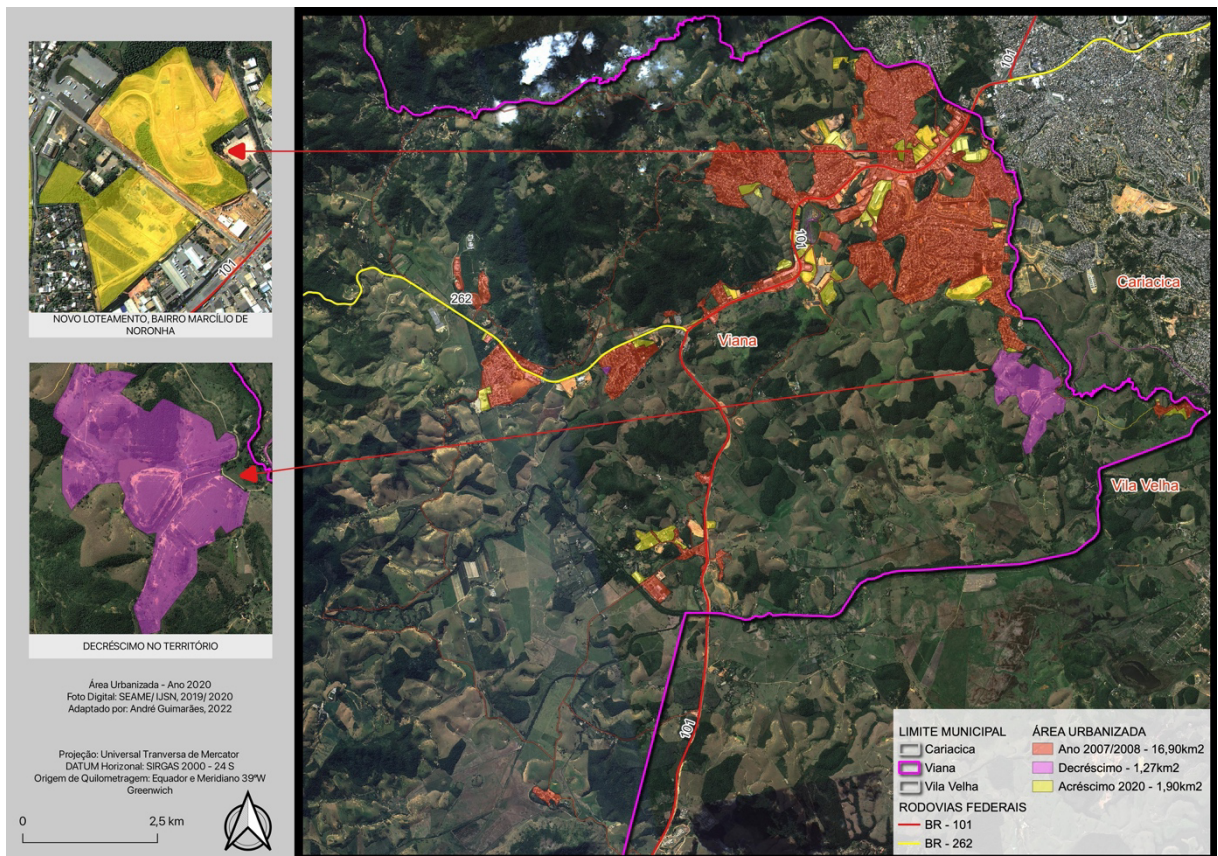 101
NOVO LOTEAMENTO, BAIRRO MARCÍLIO DE
NORONHA
DECRÉSCIMO NO TERRITÓRIO
Área Urbanizada - Ano 2020
Foto Digital: SEAME/ IJSN, 2019/ 2020
Adaptado por: André Guimarães, 2022
Projeção: Universal Tranversa de Mercator
DATUM Horizonal: SIRGAS 2000 - 24 S
Origem de Quilometragem: Equador e Meridiano 39ºW
Greenwich
0 2,5 km
101
101
262
Viana
Cariacica
Vila Velha
101
LIMITE MUNICIPAL
Cariacica
Viana
Vila Velha
RODOVIAS FEDERAIS
BR - 101
BR - 262
ÁREA URBANIZADA
Ano 2007/2008 - 16,90km2
Decréscimo - 1,27km2
Acréscimo 2020 - 1,90km2